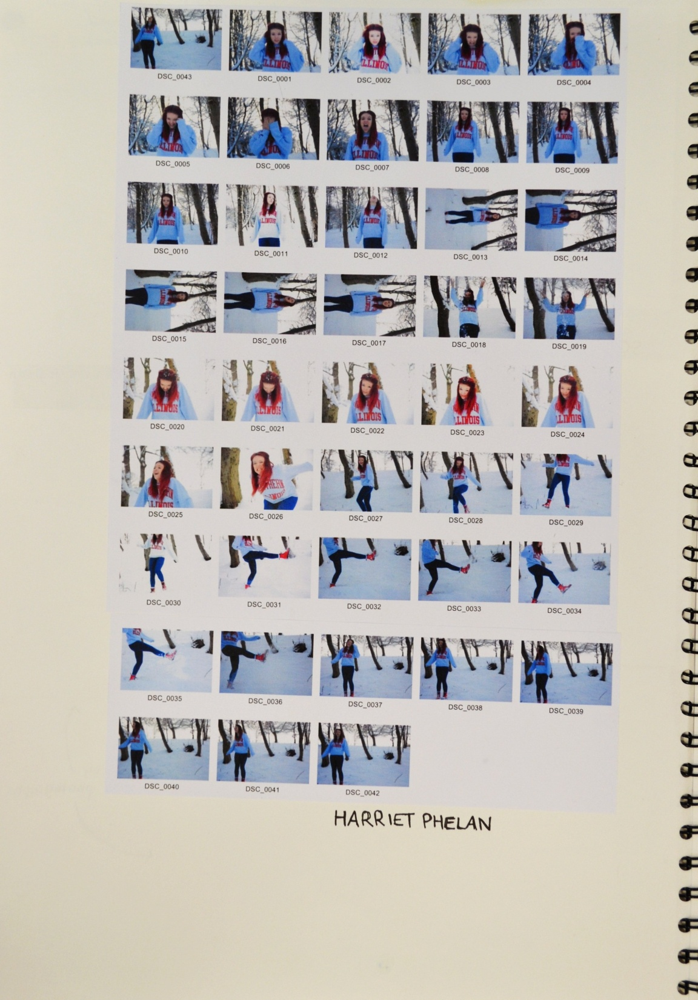 DSC_0043 DSC_0001 DSC_0002 DSC_0003 DSC_0004
DSC_0005 DSC_0006 DSC_0007 DSC_0008 DSC_0009
DSC_0010 DSC_0011 DSC_0012 DSC_0013 DSC_0014
DSC_0015 DSC_0016 DSC_0017 DSC_0018 DSC_0019
DSC_0020 DSC_0021 DSC_0022 DSC_0023 DSC_0024
DSC_0025 DSC_0026 DSC_0027 DSC_0028 DSC_0029
DSC_0030 DSC_0031 DSC_0032 DSC_0033 DSC_0034
DSC_0035 DSC_0036 DSC_0037 DSC_0038 DSC_0039
DSC_0040 DSC_0041 DSC_0042
HARRIET PHELAN